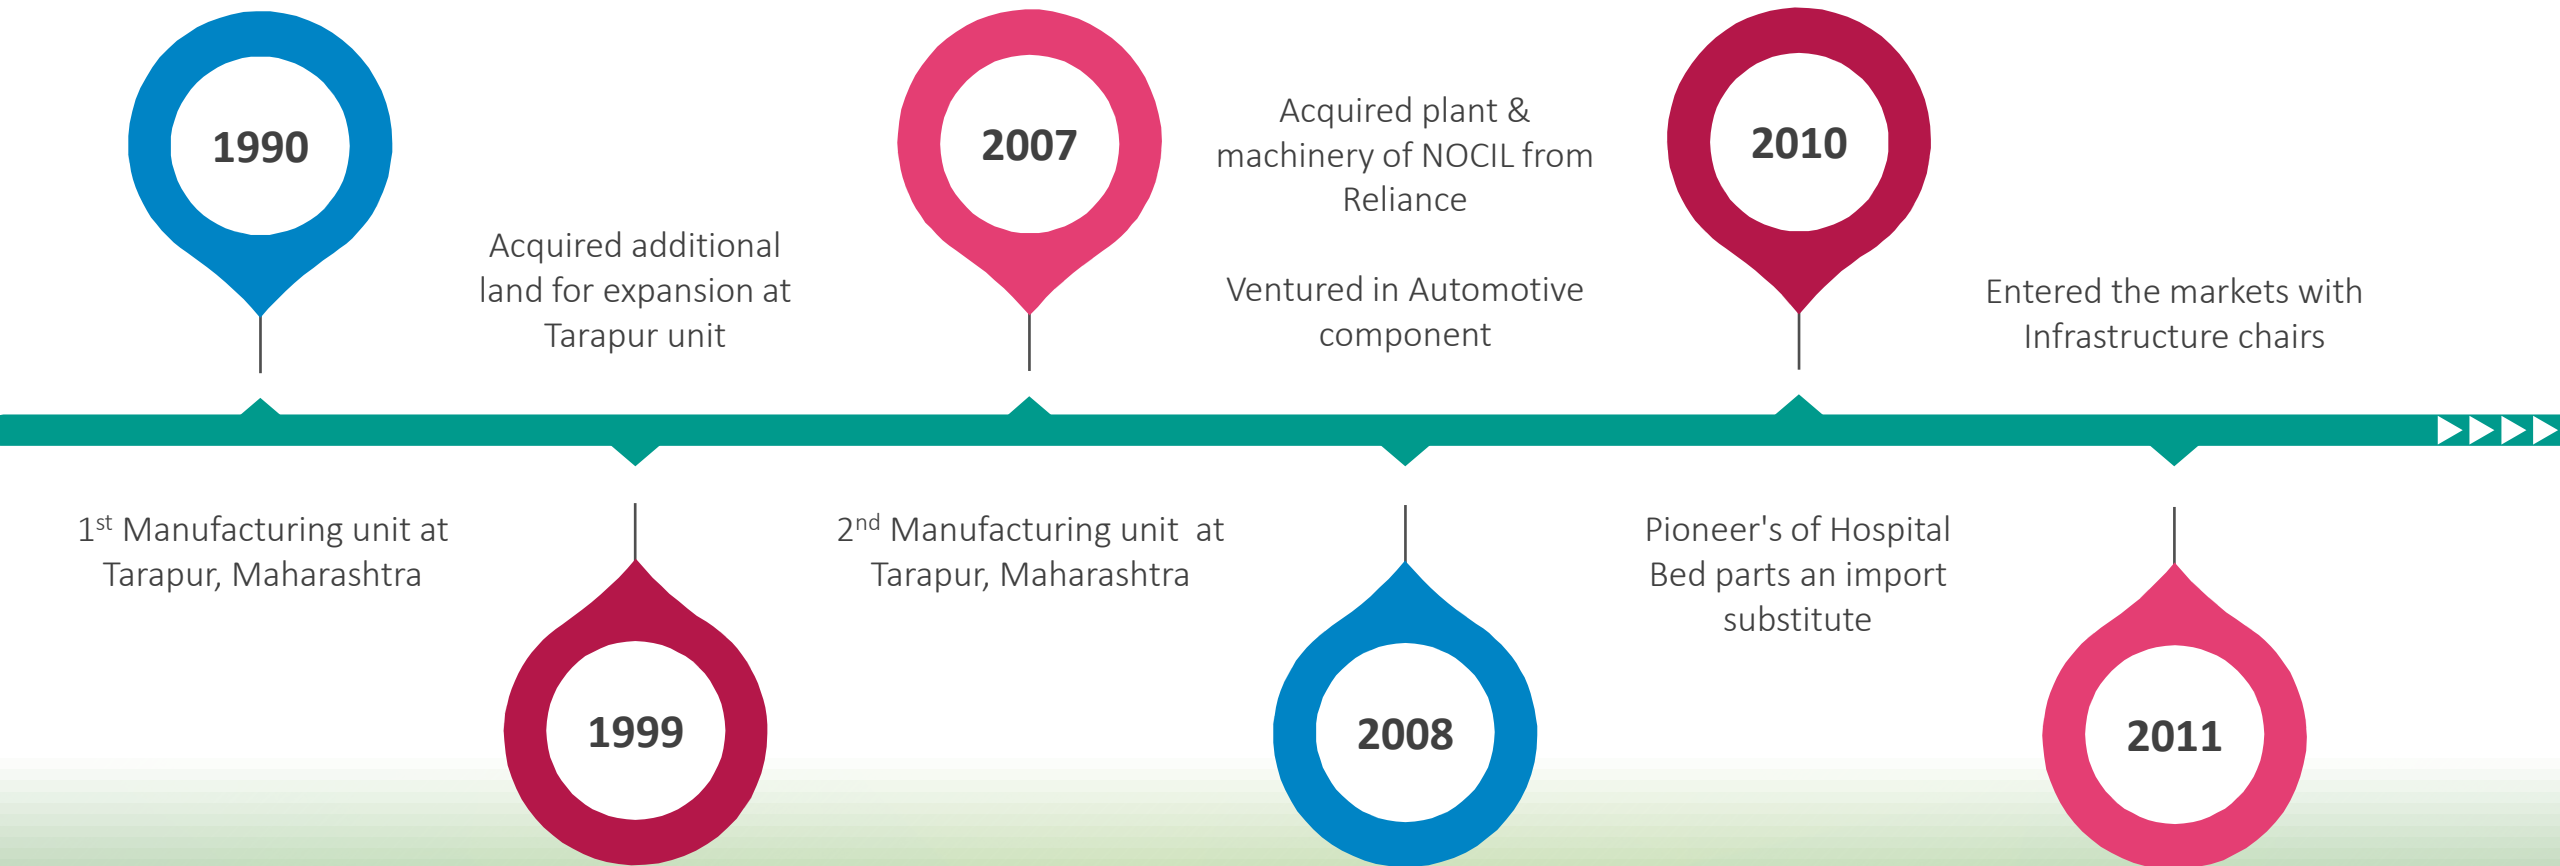 1990
1st Manufacturing unit at
Tarapur, Maharashtra
Acquired additional
land for expansion at
Tarapur unit
1999
2007
2nd Manufacturing unit at
Tarapur, Maharashtra
Acquired plant &
machinery of NOCIL from
Reliance
Ventured in Automotive
component
2008
2010
Pioneer's of Hospital
Bed parts an import
substitute
Entered the markets with
Infrastructure chairs
2011